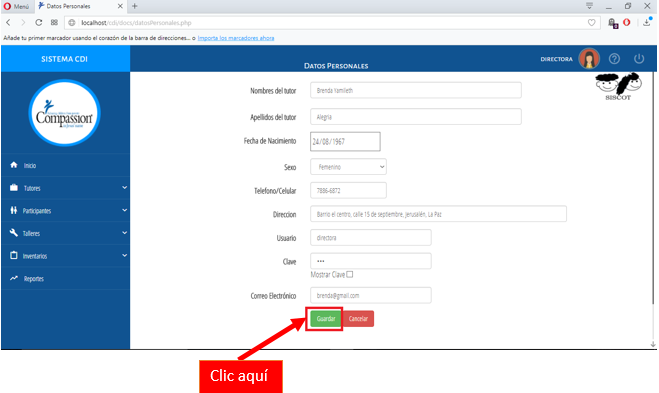 Menú
Datos Personales
localhost/cdi/docs/datosPersonales.php
Añade tu primer marcador usando el corazón de la barra de direcciones... o Importa los marcadores ahora
SISTEMA CDI
DATOS PERSONALES
DIRECTORA
SISCOT
Compassion
Inicio
Tutores
Participantes
Talleres
Inventarios
Reportes
Nombres del tutor
Brenda Yamileth
Apellidos del tutor
Alegria
Fecha de Nacimiento
24/08/1967
Sexo
Femenino
Telefono/Celular
7886-6872
Direccion
Barrio el centro, calle 15 de septiembre, Jerusalén, La Paz
Usuario
directora
Clave
•••
Mostrar Clave
Correo Electrónico
brenda@gmail.com
Guardar
Cancelar
Clic aquí